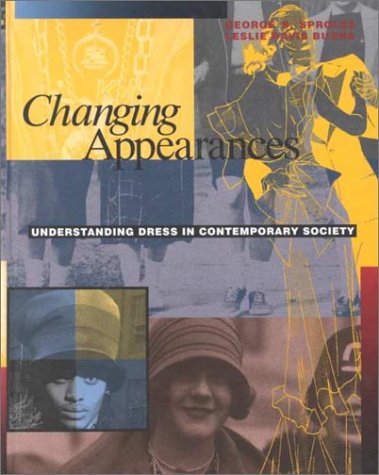 GEORGE B. SPROLES
LESLIE DAVIS BURNS
Changing
Appearances
UNDERSTANDING DRESS IN CONTEMPORARY SOCIETY